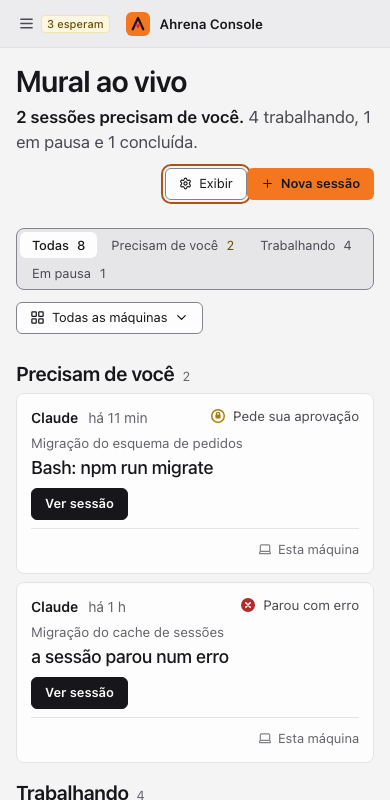 3 esperam
Ahrena Console
Mural ao vivo
2 sessões precisam de você. 4 trabalhando, 1
em pausa e 1 concluída.
Exibir
+ Nova sessão
Todas 8
Precisam de você 2
Trabalhando 4
Em pausa 1
Todas as máquinas
Precisam de você 2
Claude há 11 min
Pede sua aprovação
Migração do esquema de pedidos
Bash: npm run migrate
Ver sessão
Esta máquina
Claude há 1 h
Parou com erro
Migração do cache de sessões
a sessão parou num erro
Ver sessão
Esta máquina
Trabalhando 4